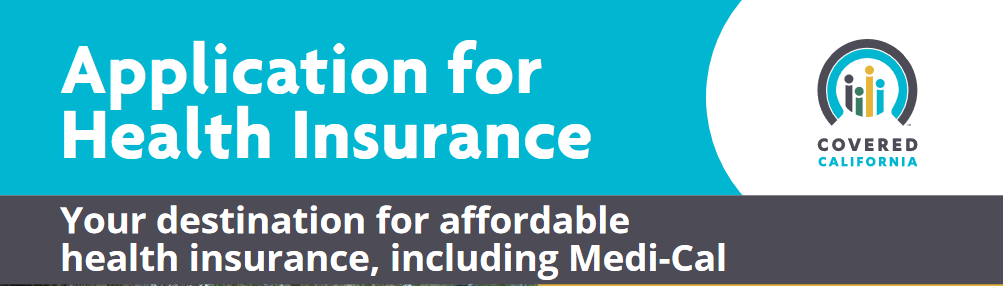 Application for
Health Insurance
COVERED
CALIFORNIA
Your destination for affordable
health insurance, including Medi-Cal